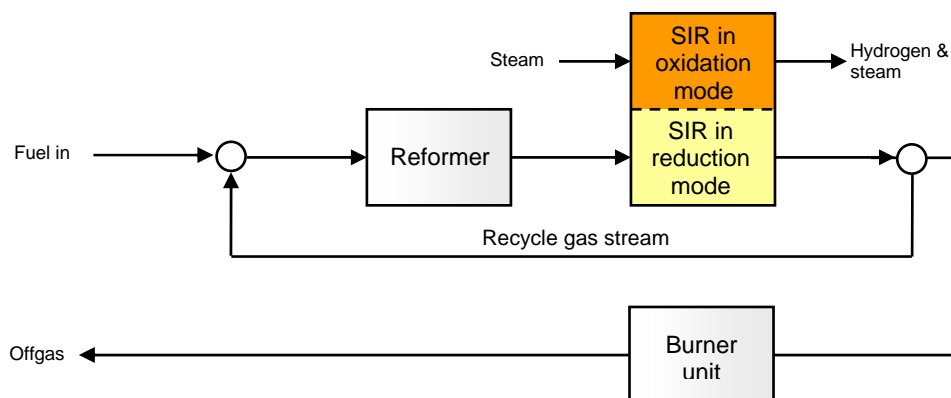 SIR in
oxidation
mode
Steam
Hydrogen &
steam
Fuel in
Reformer
SIR in
reduction
mode
Recycle gas stream
Offgas
Burner
unit